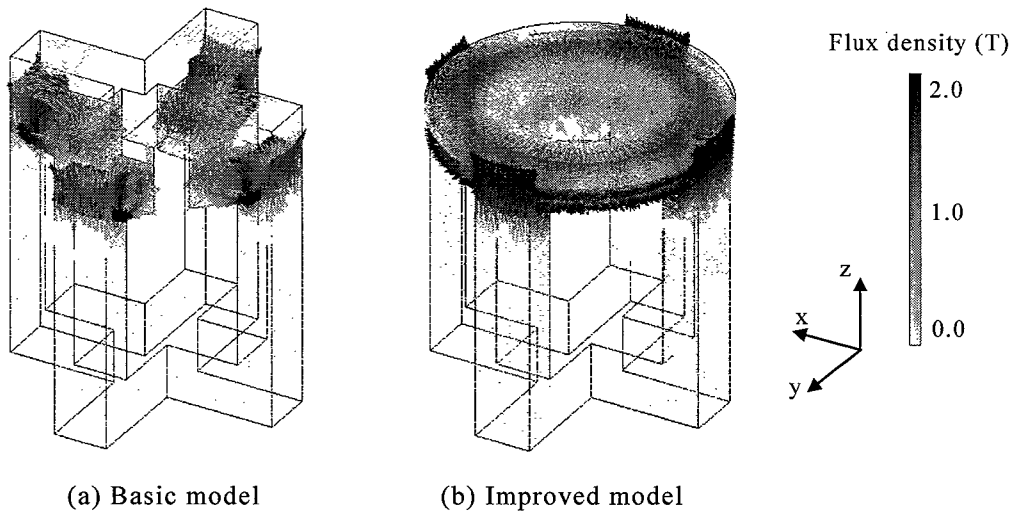 Flux density (T)
2.0
1.0
0.0
z
x
y
(a) Basic model
(b) Improved model